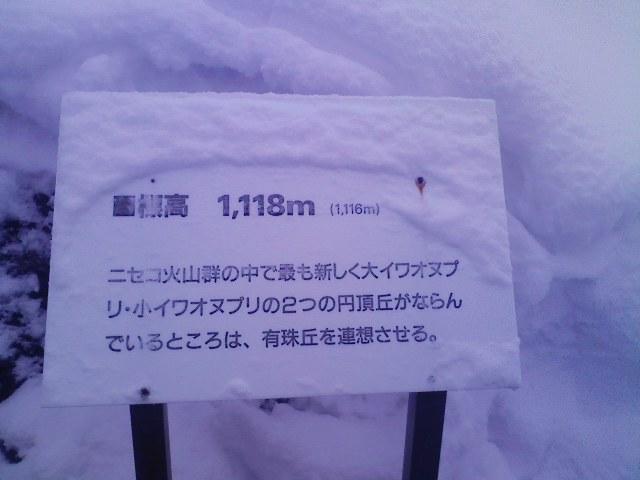 標高 1,118m (1,116m)
ニセコ火山群の中で最も新しく大イワオヌプ
リ・小イワオヌプリの2つの円頂丘がならん
でいるところは、有珠丘を連想させる。